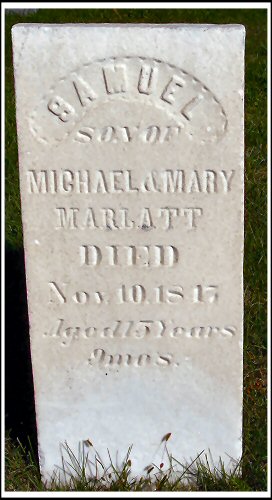 SAMUEL
SON OF
MICHAEL & MARY
MARLATT
DIED
Nov. 10, 1847
Aged 15 Years
9 mos.